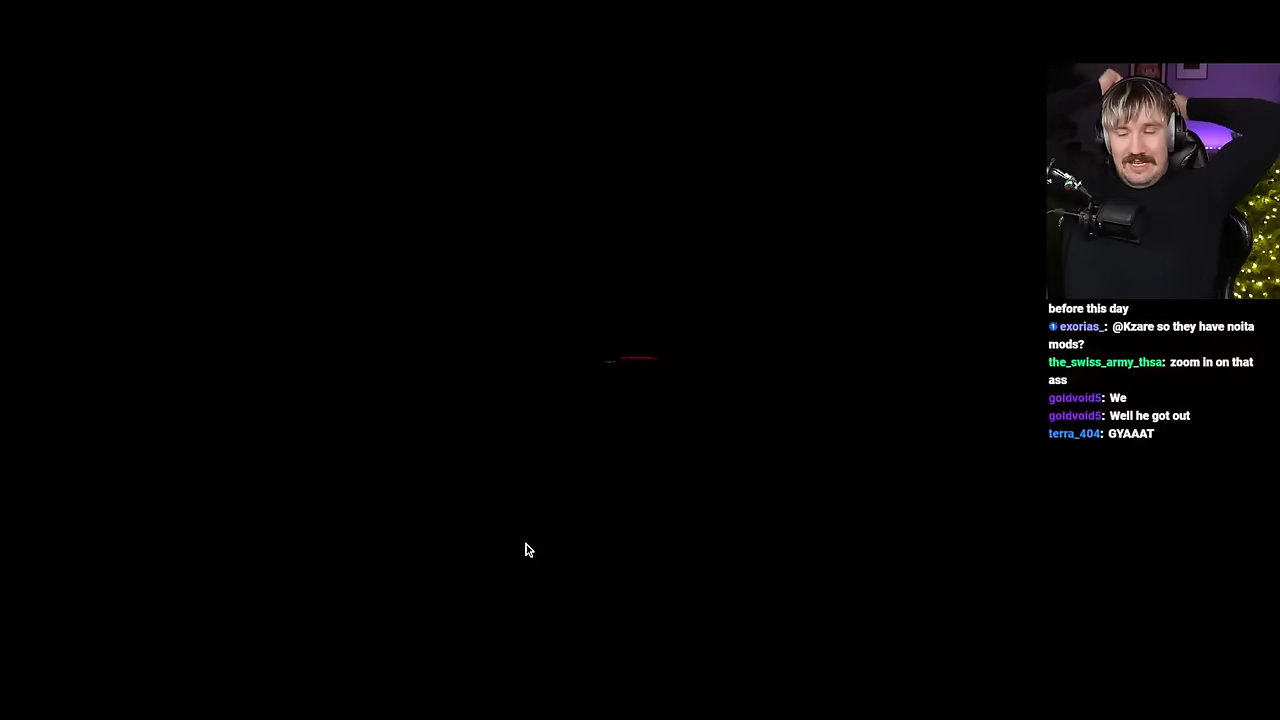 before this day
exorias_: @Kzare so they have noita
mods?
the_swiss_army_thsa: zoom in on that
ass
goldvoid5: We
goldvoid5: Well he got out
terra_404: GYAAAT